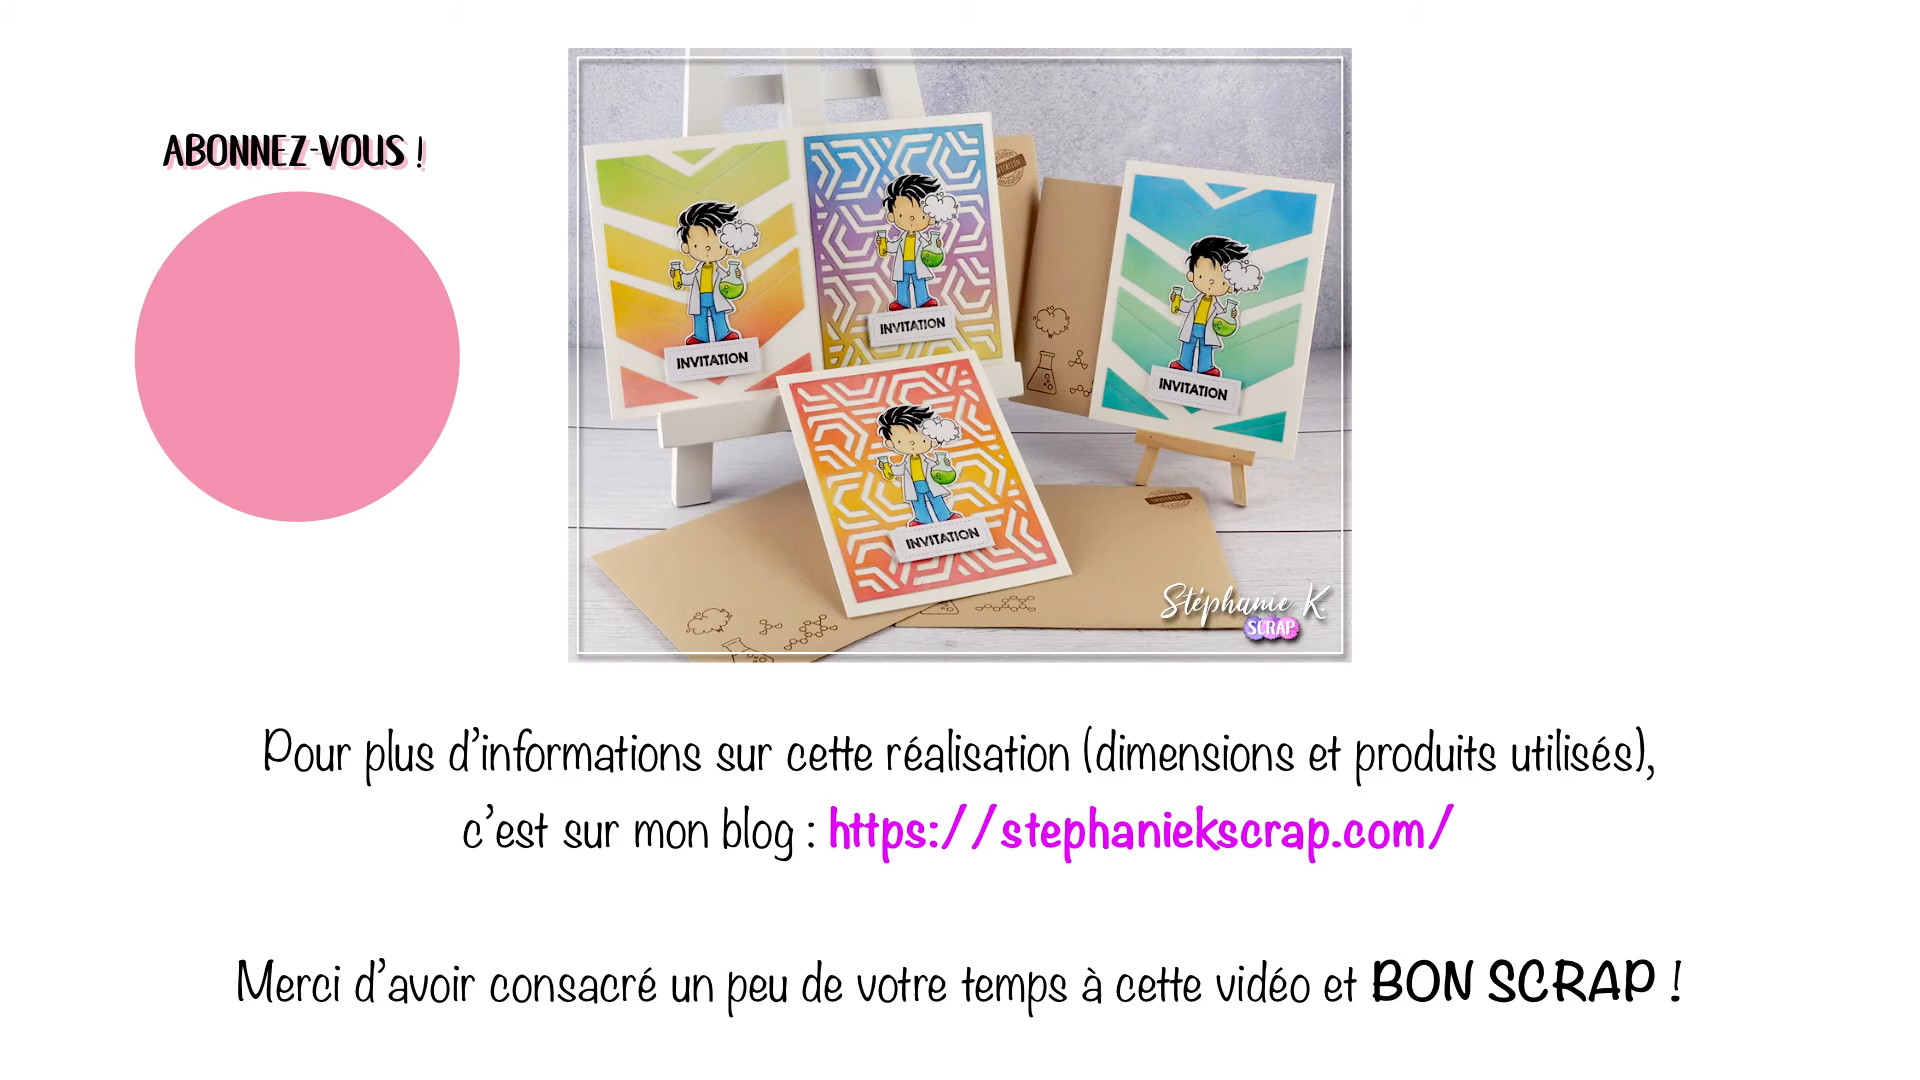 ABONNEZ-VOUS !
INVITATION
INVITATION
INVITATION
INVITATION
INVITATION
Stéphanie K.
SCRAP
Pour plus d’informations sur cette réalisation (dimensions et produits utilisés),
c’est sur mon blog : https://stephaniekscrap.com/
Merci d’avoir consacré un peu de votre temps à cette vidéo et BON SCRAP !